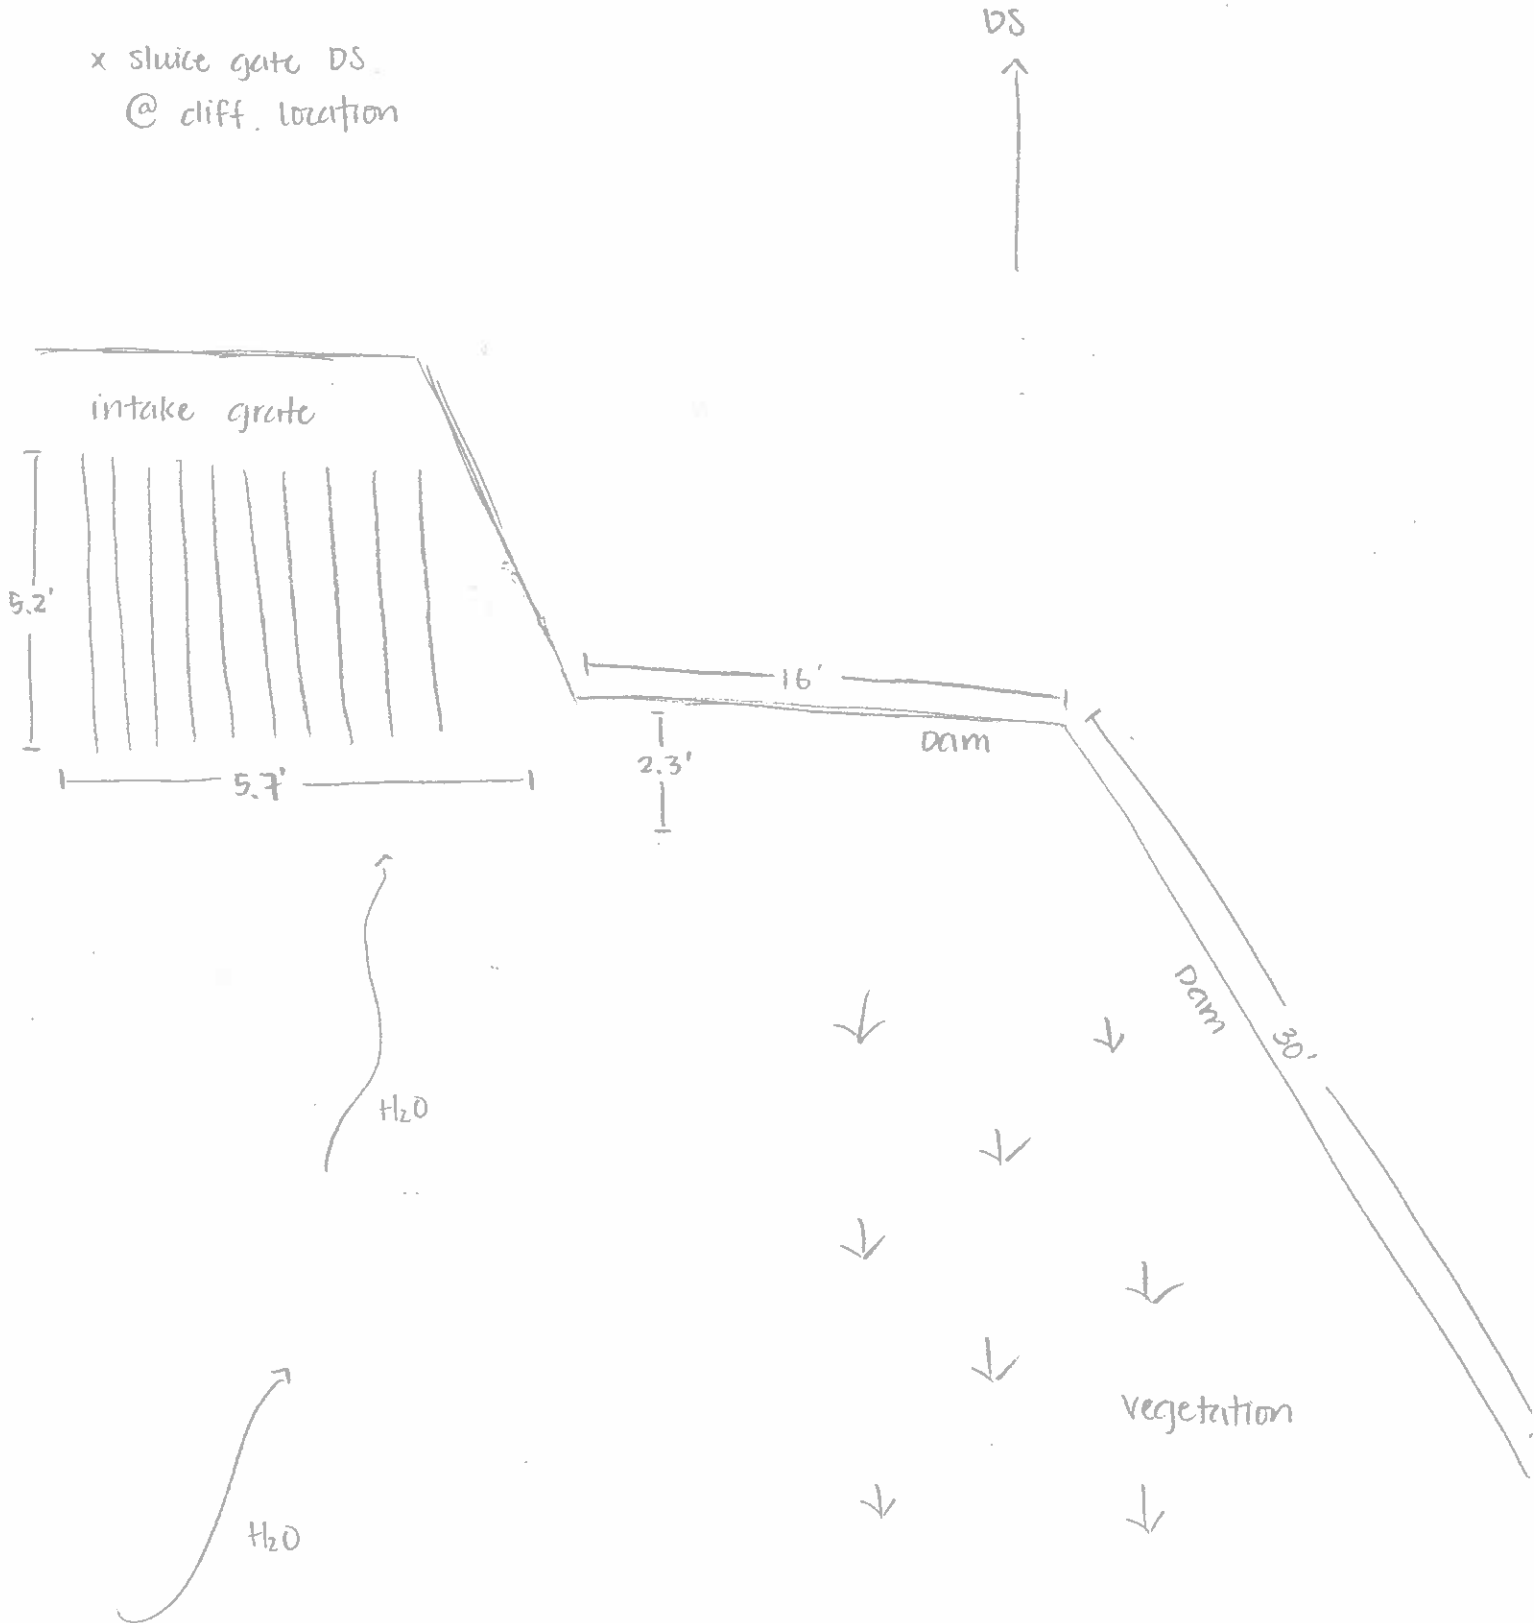 DS
x sluice gate DS
@ cliff. location
intake grate
5.2'
16'
Dam
2.3'
5.7'
Dam
30'
H₂O
vegetation
H₂O